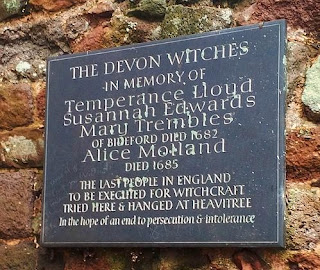 THE DEVON WITCHES
IN MEMORY OF
Temperance Lloyd
Susannah Edwards
Mary Trembles
OF BIDEFORD DIED 1682
Alice Molland
DIED 1685
THE LAST PEOPLE IN ENGLAND
TO BE EXECUTED FOR WITCHCRAFT
TRIED HERE & HANGED AT HEAVITREE
In the hope of an end to persecution & intolerance